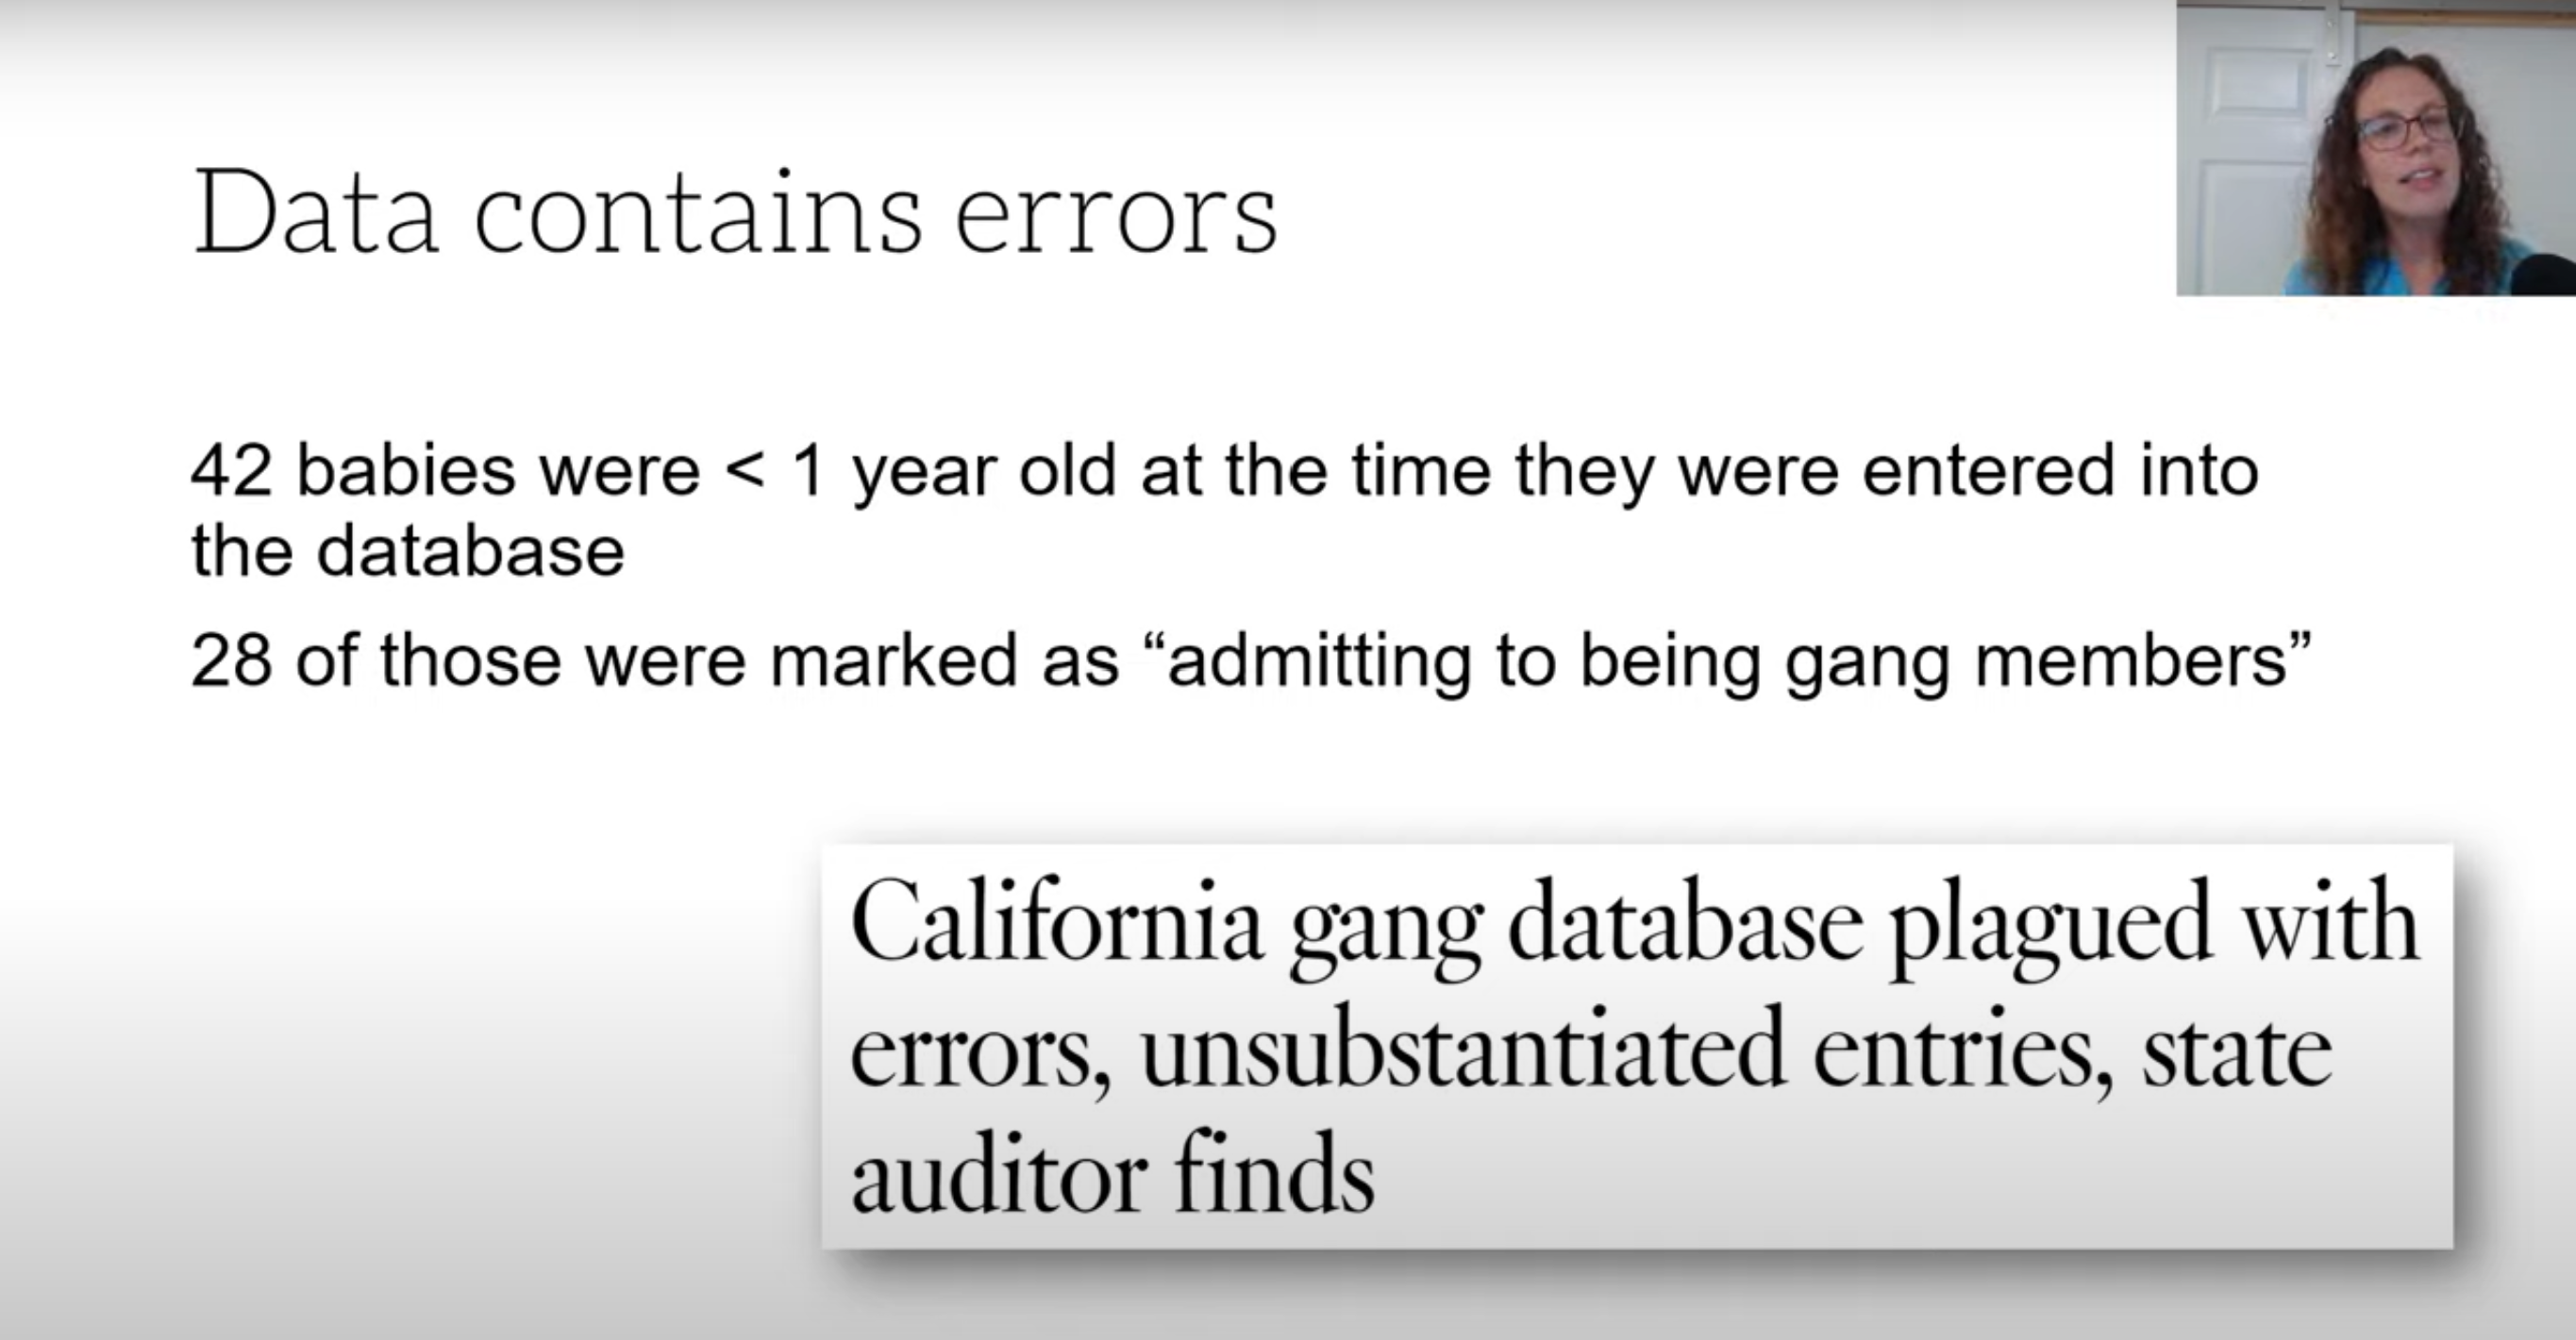 Data contains errors
42 babies were < 1 year old at the time they were entered into
the database
28 of those were marked as “admitting to being gang members”
California gang database plagued with
errors, unsubstantiated entries, state
auditor finds